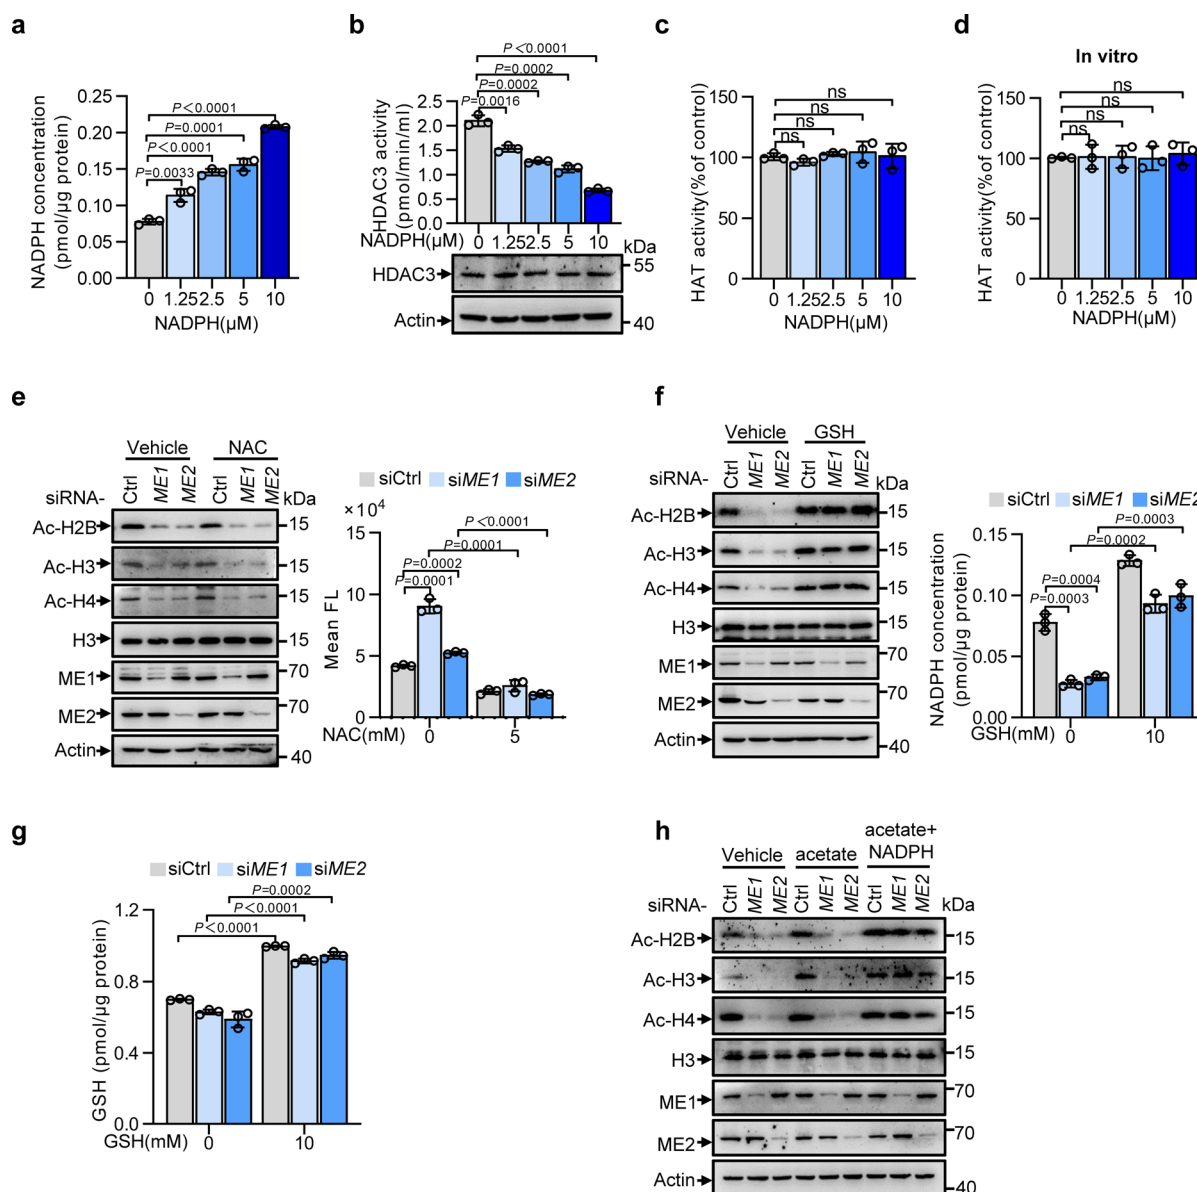 a
NADPH concentration
(pmol/µg protein)
0.25
0.20
0.15
0.10
0.05
0.00
P<0.0001
P=0.0001
P<0.0001
P=0.0033
0 1.25 2.5 5 10
NADPH(µM)
b
HDAC3 activity
(pmol/min/ml)
2.5
2.0
1.5
1.0
0.5
0.0
P<0.0001
P=0.0002
P=0.0002
P=0.0016
0 1.25 2.5 5 10
NADPH(µM)
kDa
HDAC3
55
Actin
40
c
HAT activity(%of control)
150
100
50
0
ns
ns
ns
ns
0 1.25 2.5 5 10
NADPH(µM)
d
In vitro
HAT activity(%of control)
150
100
50
0
ns
ns
ns
ns
0 1.25 2.5 5 10
NADPH(µM)
e
Vehicle NAC
siRNA- Ctrl ME1 ME2 Ctrl ME1 ME2 kDa
Ac-H2B 15
Ac-H3 15
Ac-H4 15
H3 15
ME1 70
ME2 70
Actin 40
siCtrl siME1 siME2
×10⁴
Mean FL
15
10
5
0
P<0.0001
P=0.0001
P=0.0002
P=0.0001
NAC(mM) 0 5
f
Vehicle GSH
siRNA- Ctrl ME1 ME2 Ctrl ME1 ME2 kDa
Ac-H2B 15
Ac-H3 15
Ac-H4 15
H3 15
ME1 70
ME2 70
Actin 40
siCtrl siME1 siME2
NADPH concentration
(pmol/µg protein)
0.15
0.10
0.05
0.00
P=0.0003
P=0.0002
P=0.0004
P=0.0003
GSH(mM) 0 10
g
siCtrl siME1 siME2
GSH (pmol/µg protein)
1.2
0.8
0.4
0.0
P=0.0002
P<0.0001
P<0.0001
GSH(mM) 0 10
h
Vehicle acetate acetate+
NADPH
siRNA- Ctrl ME1 ME2 Ctrl ME1 ME2 Ctrl ME1 ME2 kDa
Ac-H2B 15
Ac-H3 15
Ac-H4 15
H3 15
ME1 70
ME2 70
Actin 40